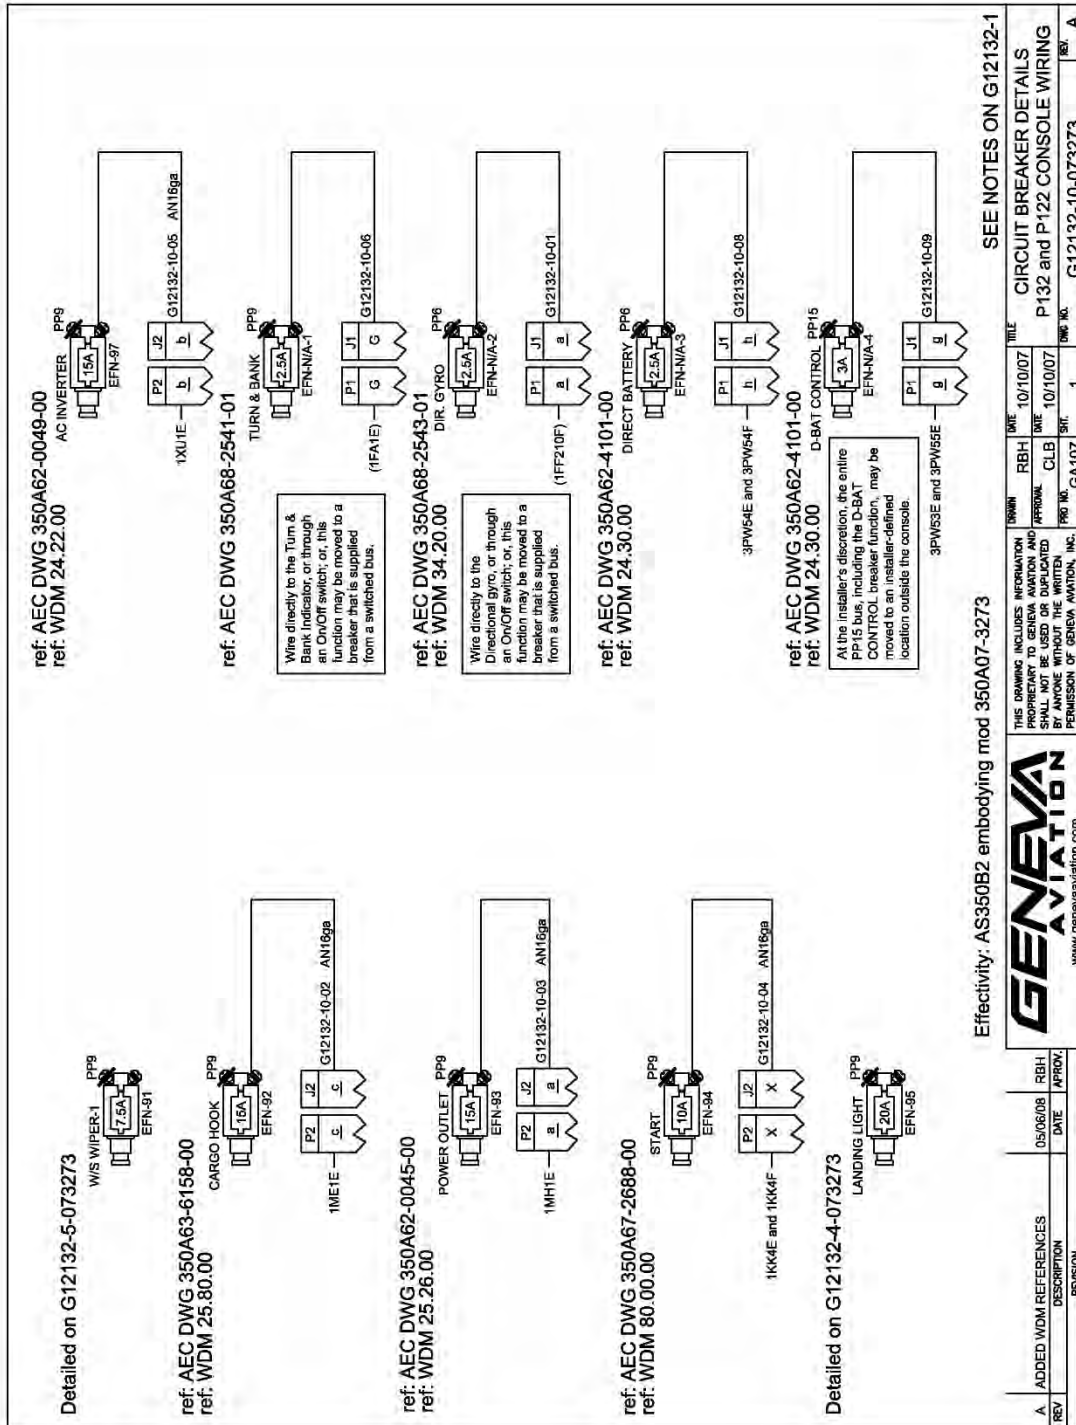 Detailed on G12132-5-073273
W/S WIPER-1
PP9
7.5A
EFN-91
ref: AEC DWG 350A63-6158-00
ref: WDM 25.80.00
CARGO HOOK
PP9
15A
EFN-92
P2
J2
c
c
1ME1E
G12132-10-02 AN16ga
ref: AEC DWG 350A62-0045-00
ref: WDM 25.26.00
POWER OUTLET
PP9
15A
EFN-93
P2
J2
a
a
1MH1E
G12132-10-03 AN16ga
ref: AEC DWG 350A67-2688-00
ref: WDM 80.00.00
START
PP9
10A
EFN-94
P2
J2
X
X
1KK4E and 1KK4F
G12132-10-04 AN16ga
Detailed on G12132-4-073273
LANDING LIGHT
PP9
20A
EFN-95
ref: AEC DWG 350A62-0049-00
ref: WDM 24.22.00
AC INVERTER
PP9
15A
EFN-97
P2
J2
b
b
1XU1E
G12132-10-05 AN16ga
ref: AEC DWG 350A68-2541-01
TURN & BANK
PP9
2.5A
EFN-N/A-1
Wire directly to the Turn &
Bank Indicator, or through
an On/Off switch; or, this
function may be moved to a
breaker that is supplied
from a switched bus.
P1
J1
G
G
(1FA1E)
G12132-10-06
ref: AEC DWG 350A68-2543-01
ref: WDM 34.20.00
DIR. GYRO
PP6
2.5A
EFN-N/A-2
Wire directly to the
Directional gyro, or through
an On/Off switch; or, this
function may be moved to a
breaker that is supplied
from a switched bus.
P1
J1
a
a
(1FF210F)
G12132-10-01
ref: AEC DWG 350A62-4101-00
ref: WDM 24.30.00
DIRECT BATTERY
PP6
2.5A
EFN-N/A-3
P1
J1
h
h
3PW54E and 3PW54F
G12132-10-08
ref: AEC DWG 350A62-4101-00
ref: WDM 24.30.00
D-BAT CONTROL
PP15
3A
EFN-N/A-4
At the installer's discretion, the entire
PP15 bus, including the D-BAT
CONTROL breaker function, may be
moved to an installer-defined
location outside the console.
P1
J1
g
g
3PW53E and 3PW55E
G12132-10-09
Effectivity: AS350B2 embodying mod 350A07-3273
SEE NOTES ON G12132-1
A ADDED WDM REFERENCES 05/06/08 RBH
REV DESCRIPTION DATE APROV.
REVISION
GENEVA
AVIATION
www.genevaaviation.com
THIS DRAWING INCLUDES INFORMATION
PROPRIETARY TO GENEVA AVIATION AND
SHALL NOT BE USED OR DUPLICATED
BY ANYONE WITHOUT THE WRITTEN
PERMISSION OF GENEVA AVIATION, INC.
DRAWN RBH DATE 10/10/07
APPROVAL CLB DATE 10/10/07
PRO NO. GA107 SHT. 1
TITLE
CIRCUIT BREAKER DETAILS
P132 and P122 CONSOLE WIRING
DWG NO. G12132-10-073273
REV. A